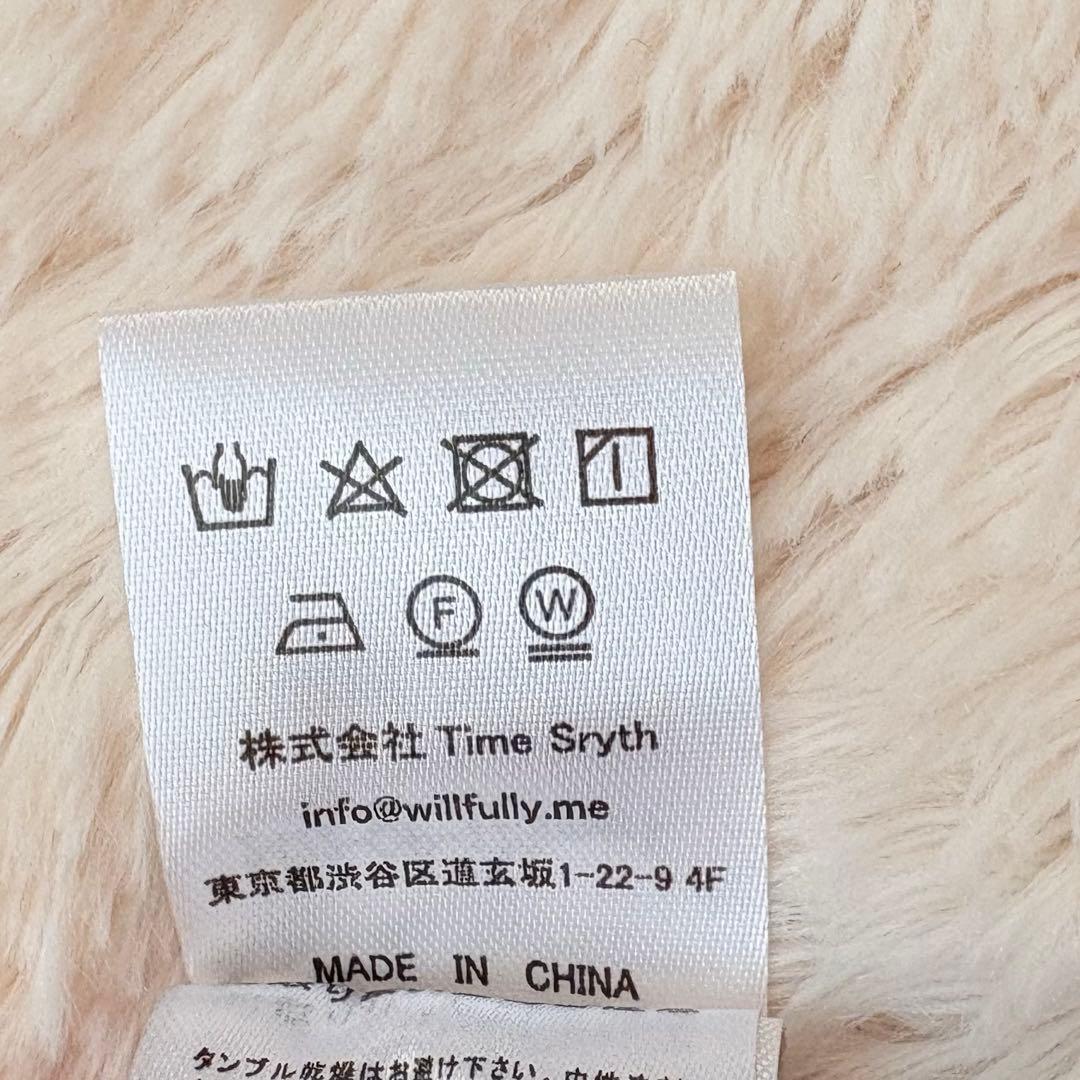 F W
株式会社 Time Sryth
info@willfully.me
東京都渋谷区道玄坂1-22-9 4F
MADE IN CHINA
タンブル乾燥はお避け下さい。